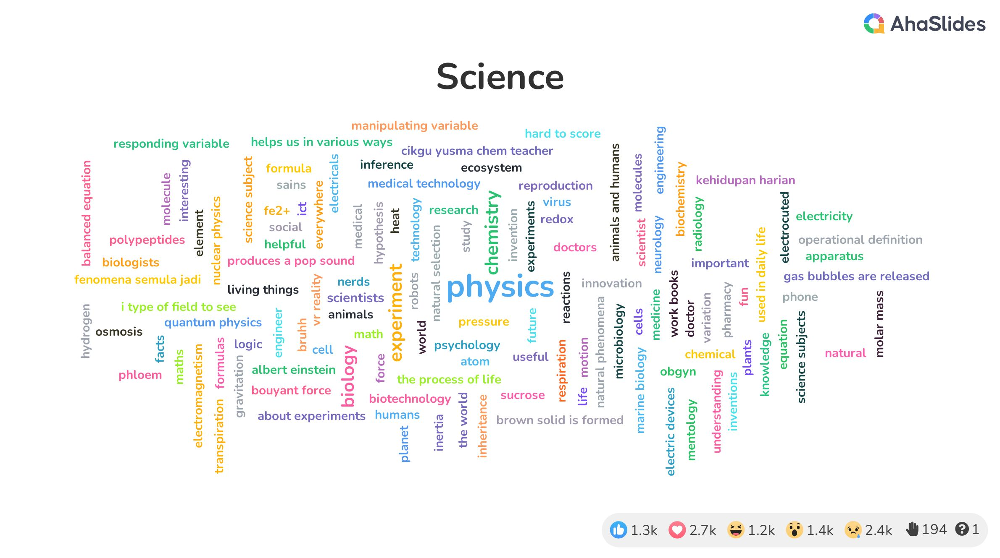 AhaSlides
Science
manipulating variable
hard to score
responding variable
helps us in various ways
cikgu yusma chem teacher
engineering
animals and humans
molecules
electricals
inference
ecosystem
balanced equation
molecule
interesting
science subject
formula
sains
everywhere
medical technology
reproduction
biochemistry
kehidupan harian
nuclear physics
element
fe2+
ict
social
helpful
medical
hypothesis
heat
technology
research
natural selection
study
chemistry
invention
experiments
virus
redox
doctors
scientist
neurology
radiology
electrocuted
electricity
operational definition
apparatus
used in daily life
polypeptides
biologists
produces a pop sound
important
fenomena semula jadi
living things
vr reality
nerds
scientists
animals
experiment
robots
physics
reactions
innovation
work books
gas bubbles are released
phone
fun
pharmacy
variation
doctor
medicine
cells
microbiology
natural phenomena
molar mass
hydrogen
i type of field to see
quantum physics
osmosis
engineer
bruhh
math
world
pressure
future
facts
maths
electromagnetism
formulas
logic
cell
psychology
atom
useful
respiration
motion
marine biology
chemical
plants
knowledge
equation
science subjects
natural
phloem
gravitation
albert einstein
biology
force
the process of life
obgyn
understanding
inventions
bouyant force
biotechnology
sucrose
life
transpiration
about experiments
humans
planet
inertia
the world
inheritance
brown solid is formed
electric devices
mentology
1.3k 2.7k 1.2k 1.4k 2.4k 194 ? 1